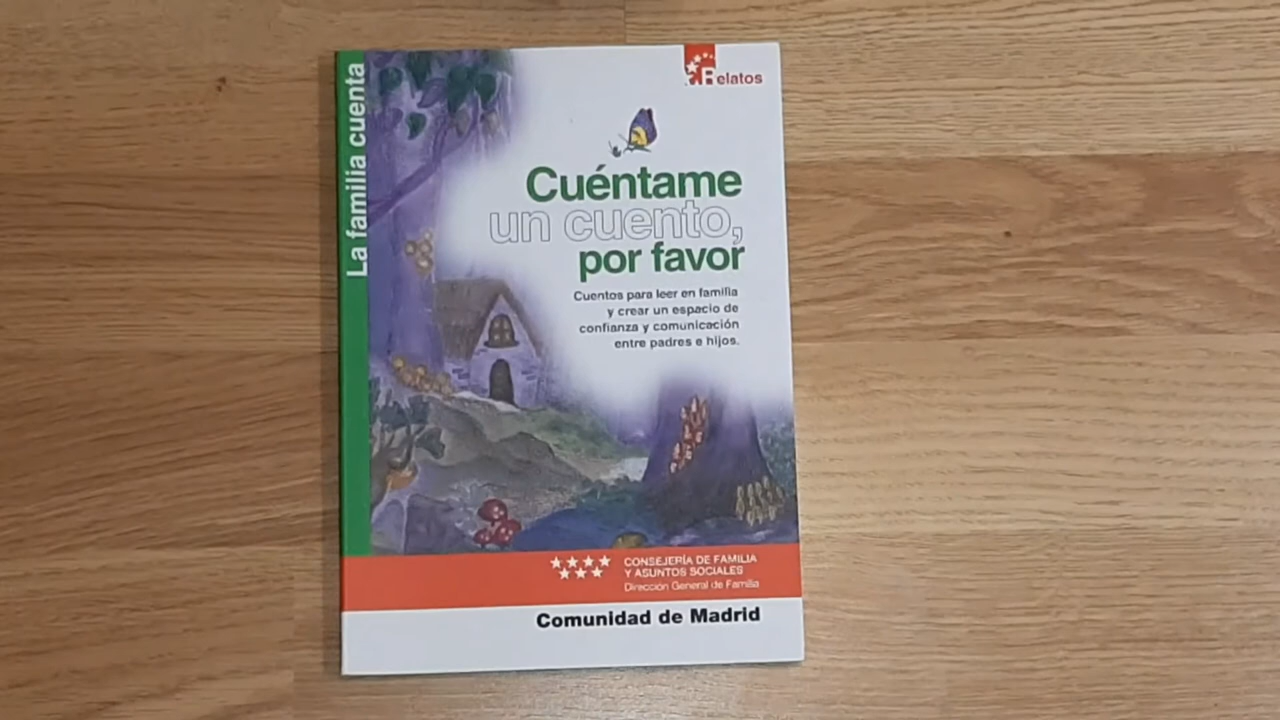 La familia cuenta
Relatos
Cuéntame
un cuento,
por favor
Cuentos para leer en familia
y crear un espacio de
confianza y comunicación
entre padres e hijos.
CONSEJERÍA DE FAMILIA
Y ASUNTOS SOCIALES
Dirección General de Familia
Comunidad de Madrid